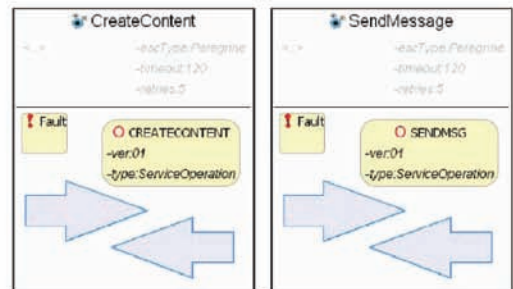 CreateContent
<..>
-escType:Peregrine
-timeout:120
-retries:5
Fault
CREATECONTENT
-ver:01
-type:ServiceOperation
SendMessage
<..>
-escType:Peregrine
-timeout:120
-retries:5
Fault
SENDMSG
-ver:01
-type:ServiceOperation